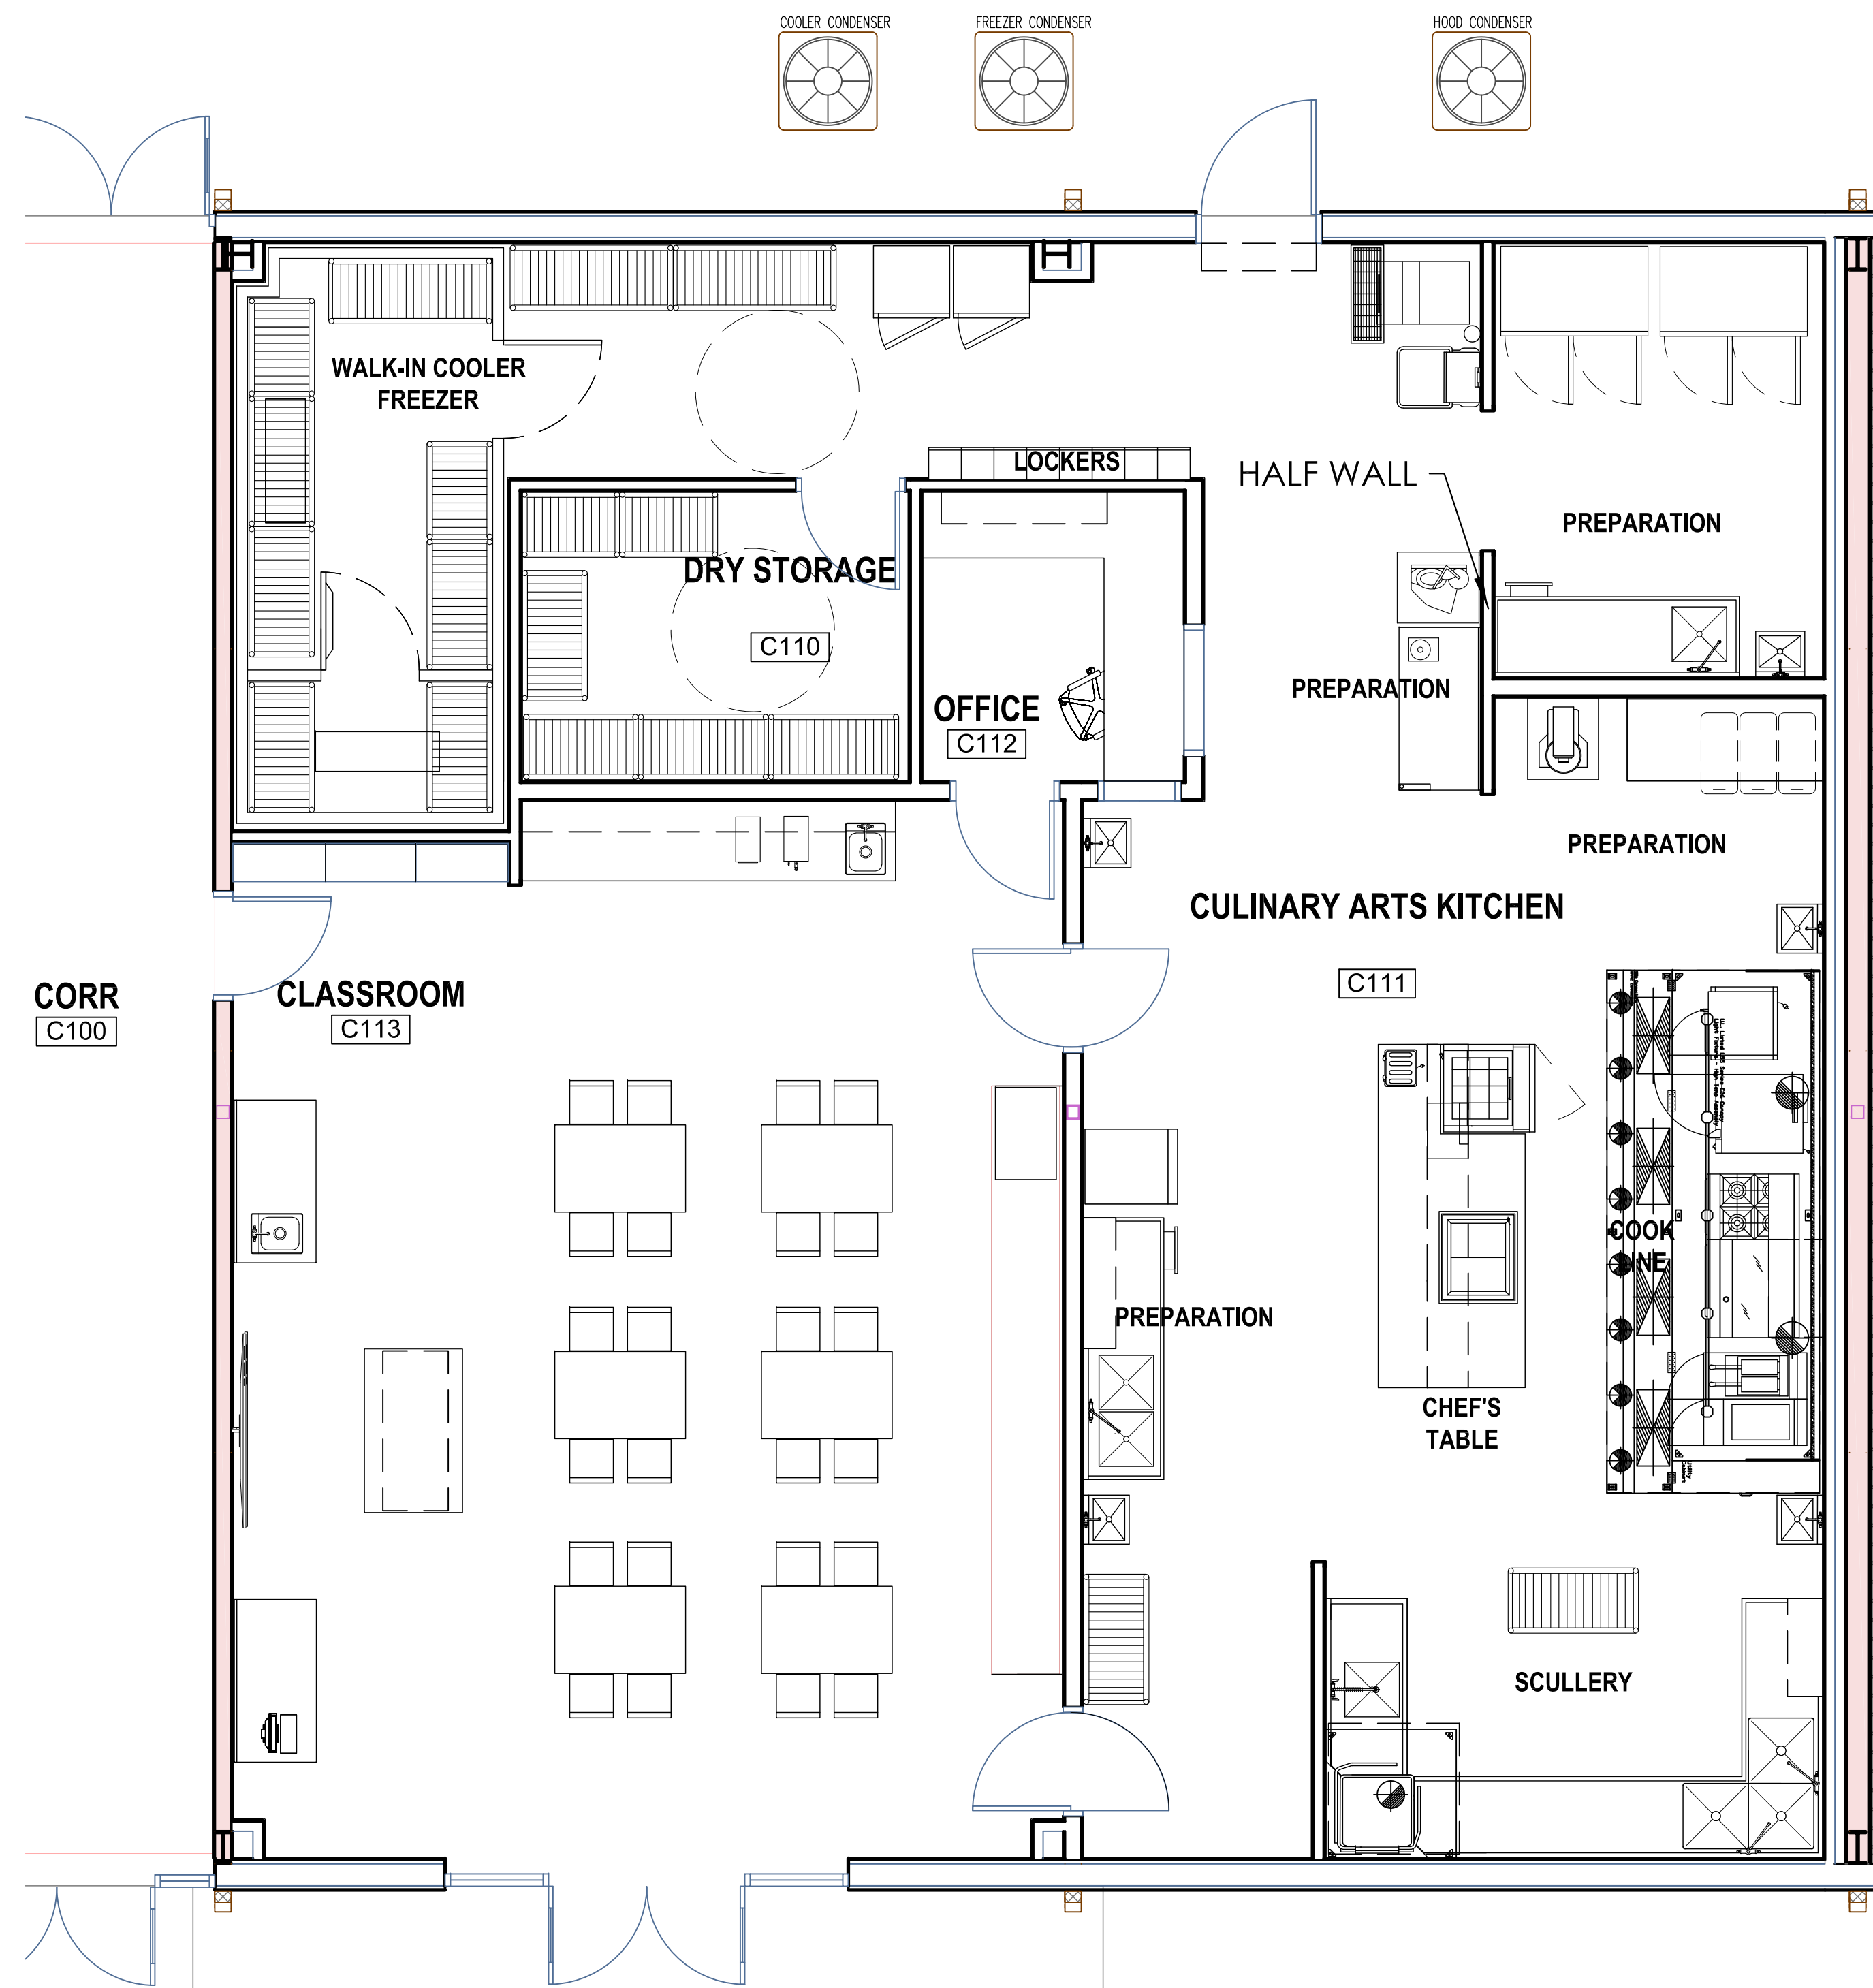 COOLER CONDENSER
FREEZER CONDENSER
HOOD CONDENSER
WALK-IN COOLER
FREEZER
LOCKERS
HALF WALL
PREPARATION
DRY STORAGE
C110
PREPARATION
OFFICE
C112
PREPARATION
CULINARY ARTS KITCHEN
C111
CORR
C100
CLASSROOM
C113
COOK
LINE
PREPARATION
CHEF'S
TABLE
SCULLERY